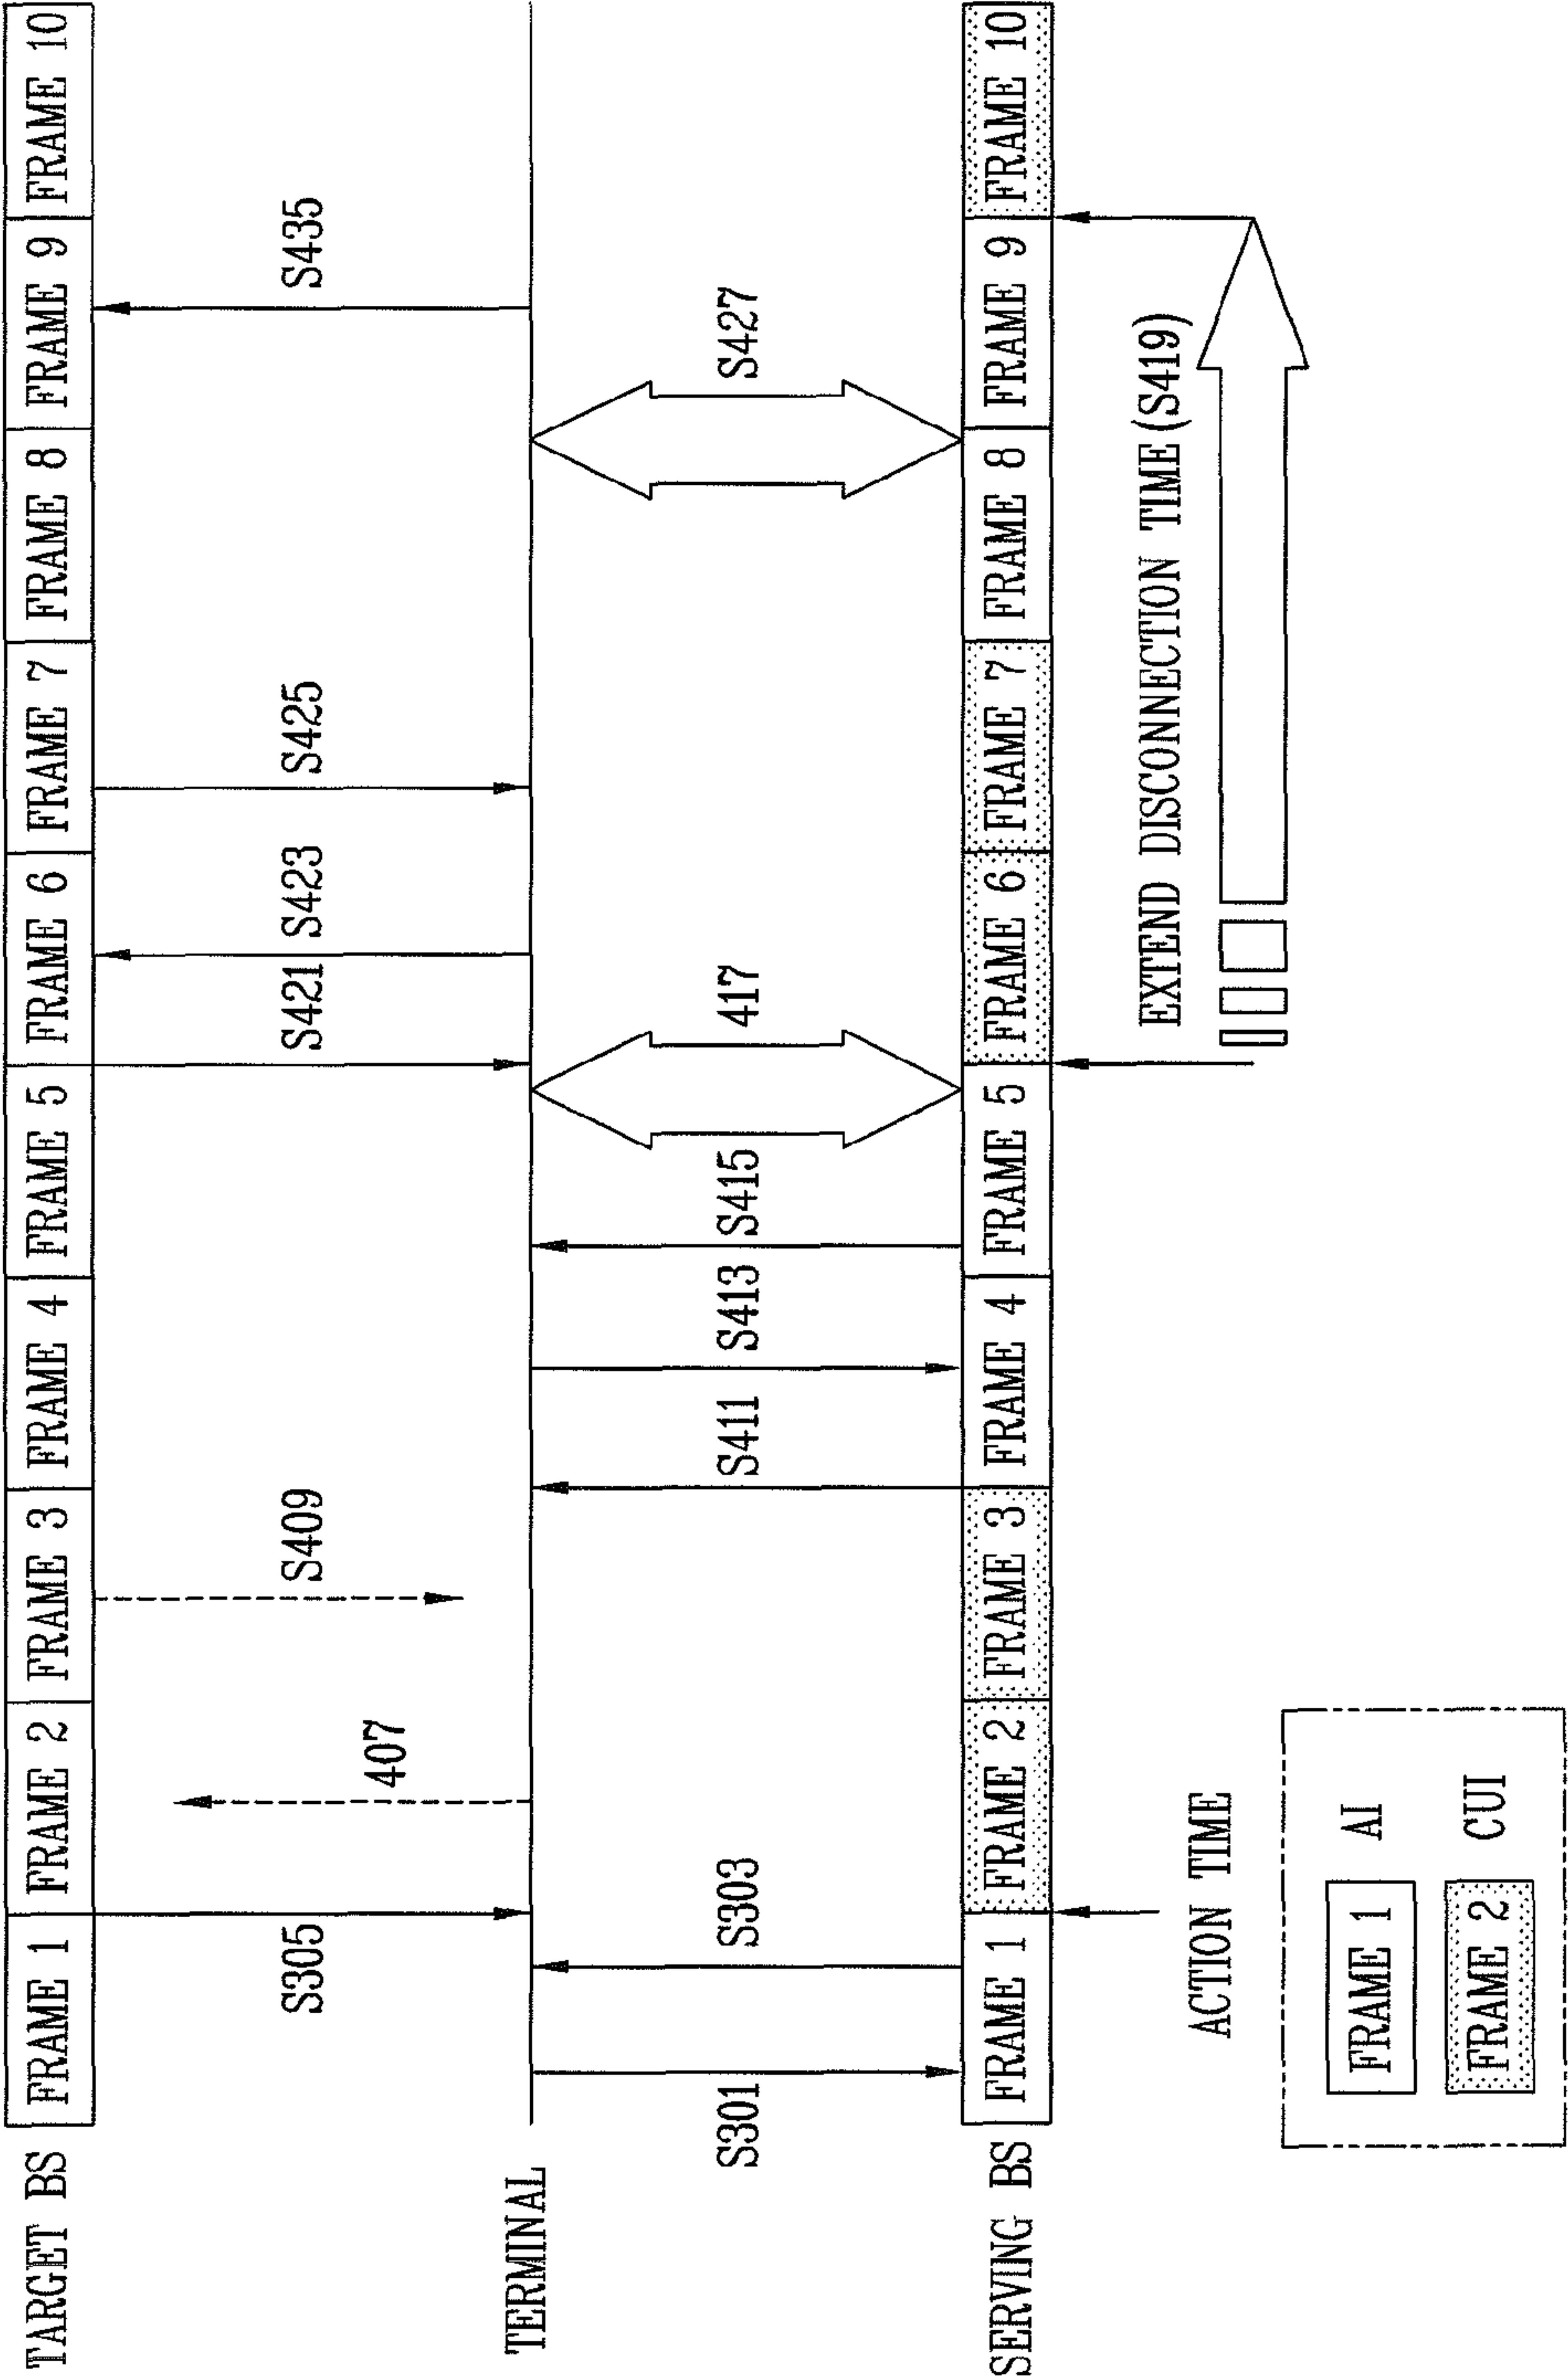 TARGET BS
FRAME 1 FRAME 2 FRAME 3 FRAME 4 FRAME 5 FRAME 6 FRAME 7 FRAME 8 FRAME 9 FRAME 10
S305
407
S409
S421
S423
S425
S435
TERMINAL
S301
S303
S411
S413
S415
417
S427
SERVING BS
FRAME 1 FRAME 2 FRAME 3 FRAME 4 FRAME 5 FRAME 6 FRAME 7 FRAME 8 FRAME 9 FRAME 10
ACTION TIME
EXTEND DISCONNECTION TIME (S419)
FRAME 1 AI
FRAME 2 CUI